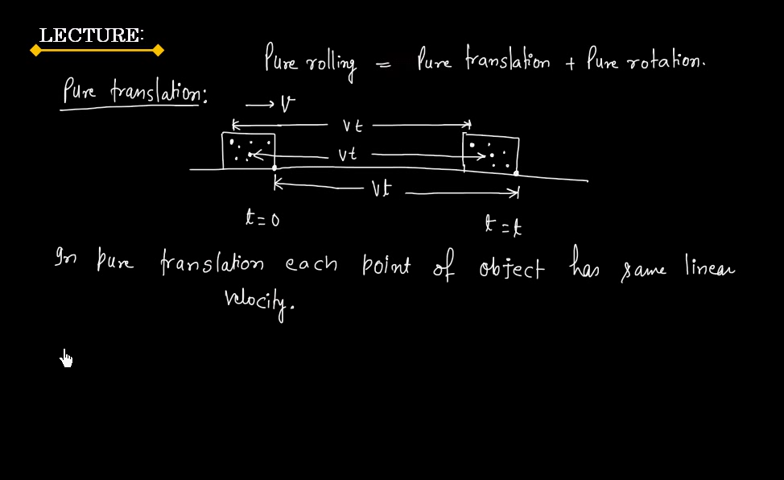 LECTURE:
Pure rolling = Pure translation + Pure rotation.
Pure translation:
→ V
vt
vt
vt
t=0
t=t
In pure translation each point of object has same linear
velocity.